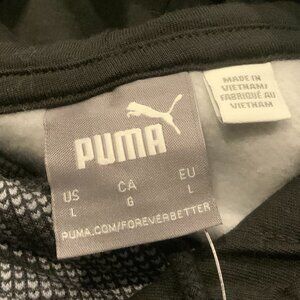 PUMA
US CA EU
L G L
PUMA.COM/FOREVERBETTER
MADE IN
VIETNAM/
FABRIQUÉ AU
VIETNAM